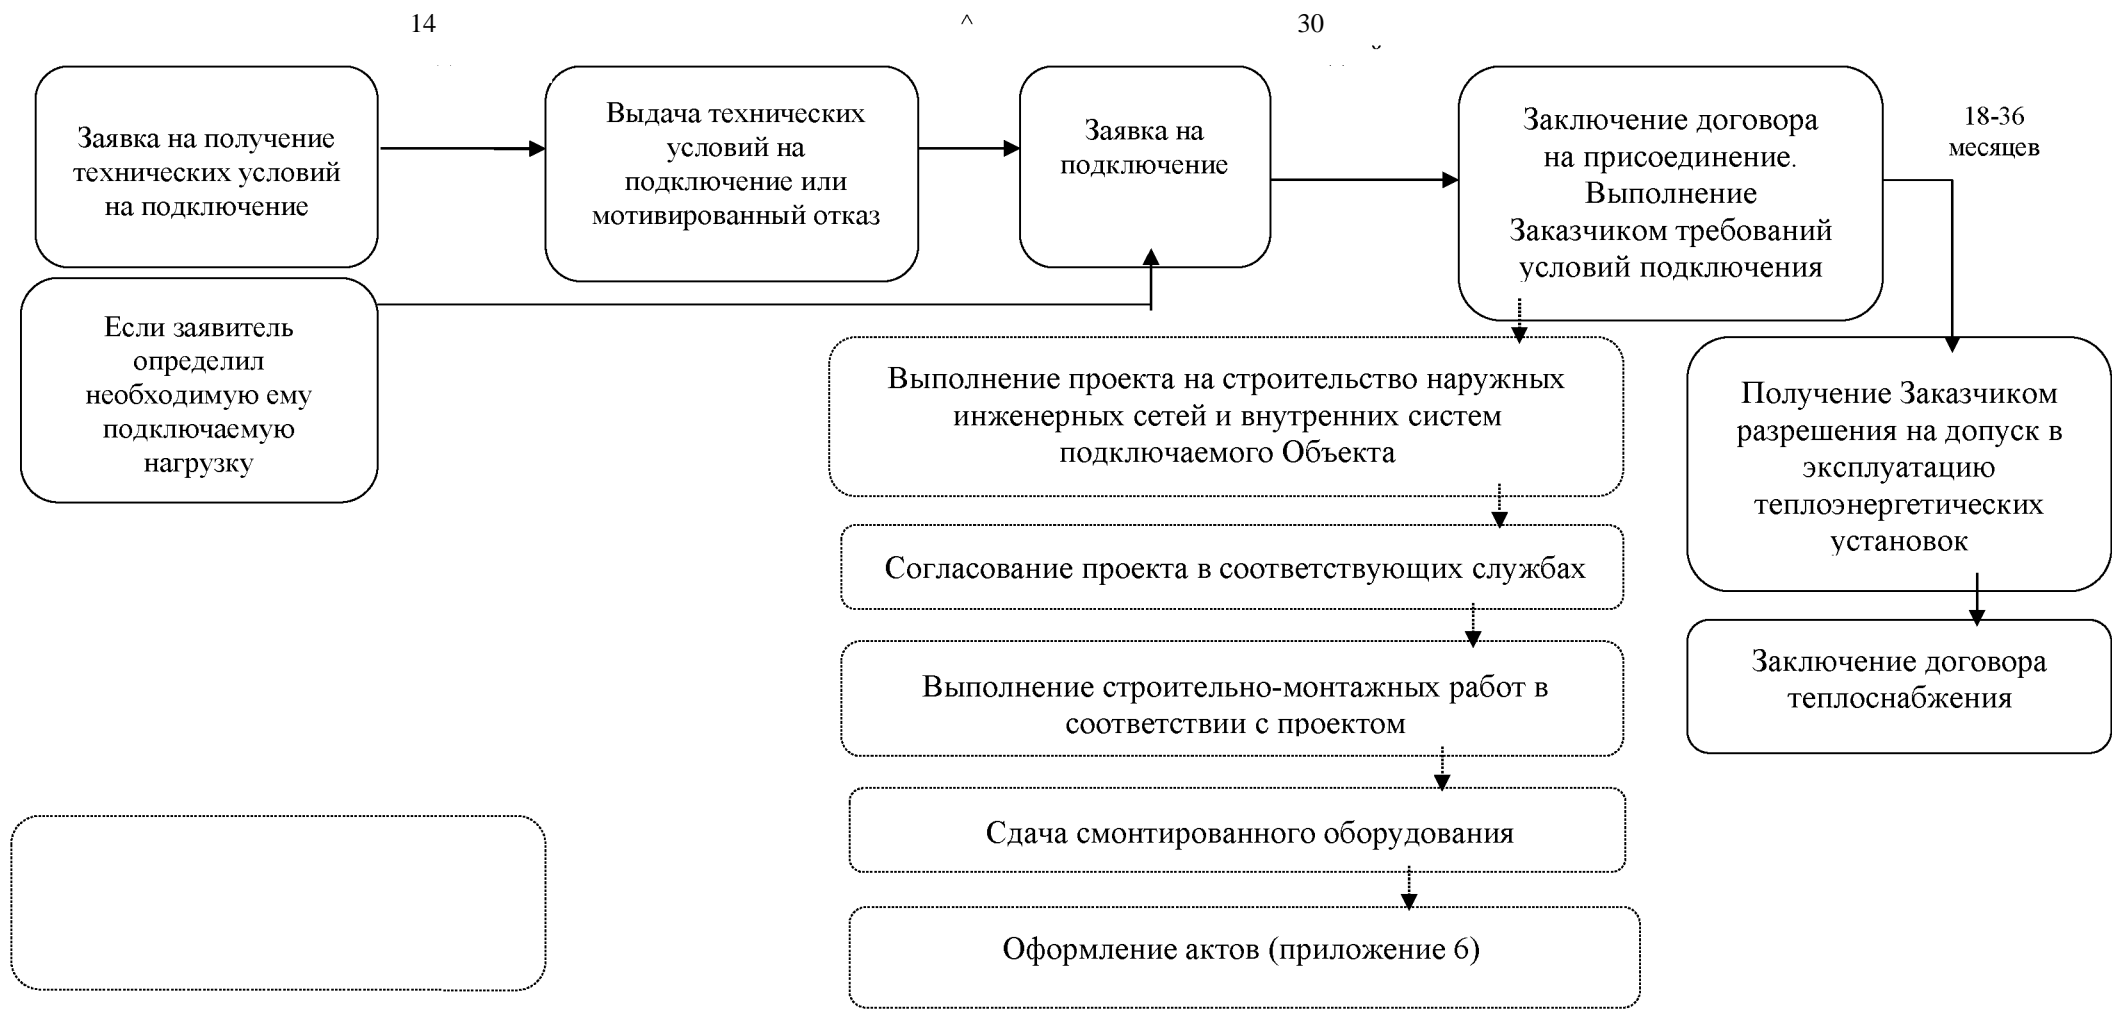 14
^
30
Заявка на получение
технических условий
на подключение
Выдача технических
условий на
подключение или
мотивированный отказ
Заявка на
подключение
Заключение договора
на присоединение.
Выполнение
Заказчиком требований
условий подключения
18-36
месяцев
Если заявитель
определил
необходимую ему
подключаемую
нагрузку
Выполнение проекта на строительство наружных
инженерных сетей и внутренних систем
подключаемого Объекта
Согласование проекта в соответствующих службах
Выполнение строительно-монтажных работ в
соответствии с проектом
Сдача смонтированного оборудования
Оформление актов (приложение 6)
Получение Заказчиком
разрешения на допуск в
эксплуатацию
теплоэнергетических
установок
Заключение договора
теплоснабжения